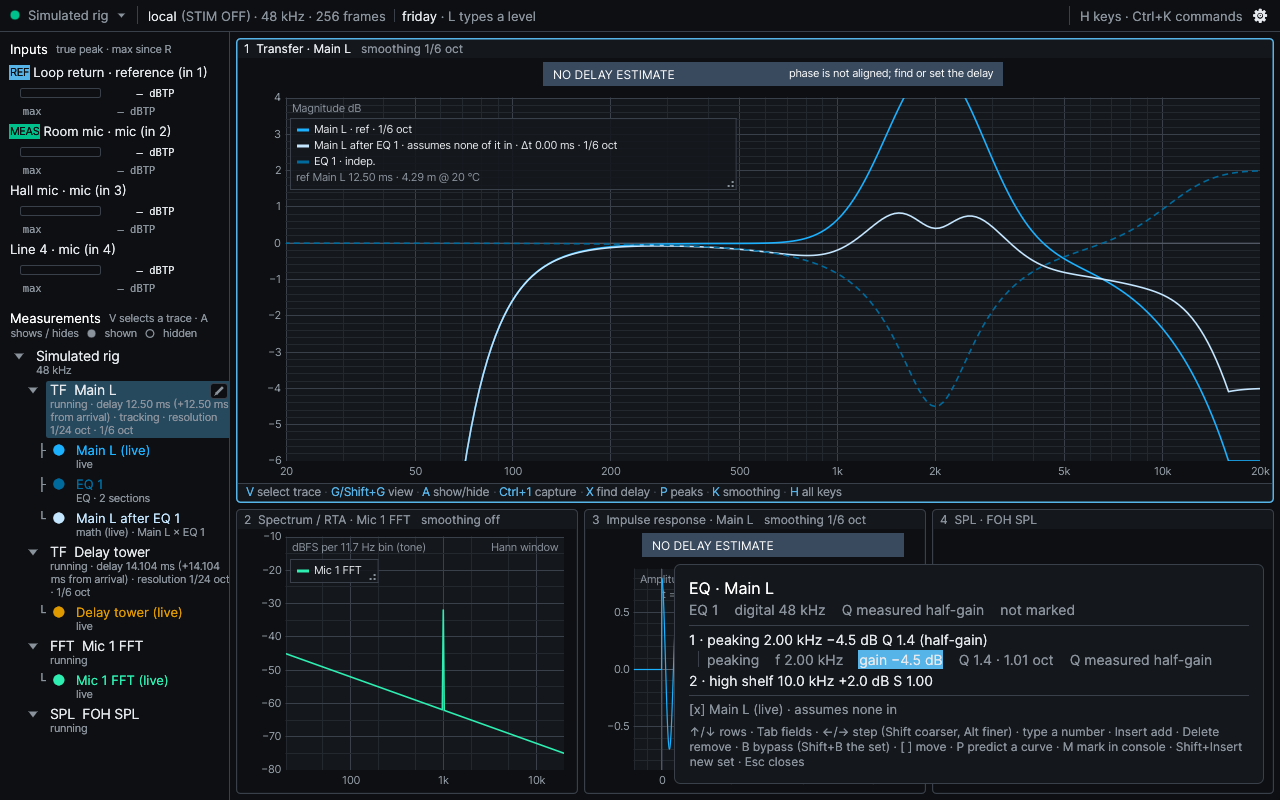 Simulated rig
local (STIM OFF) · 48 kHz · 256 frames
friday · L types a level
H keys · Ctrl+K commands
Inputs true peak · max since R
REF Loop return · reference (in 1)
– dBTP
max – dBTP
MEAS Room mic · mic (in 2)
– dBTP
max – dBTP
Hall mic · mic (in 3)
– dBTP
max – dBTP
Line 4 · mic (in 4)
– dBTP
max – dBTP
Measurements V selects a trace · A
shows / hides shown hidden
Simulated rig
48 kHz
TF Main L
running · delay 12.50 ms (+12.50 ms
from arrival) · tracking · resolution
1/24 oct · 1/6 oct
Main L (live)
live
EQ 1
EQ · 2 sections
Main L after EQ 1
math (live) · Main L × EQ 1
TF Delay tower
running · delay 14.104 ms (+14.104
ms from arrival) · resolution 1/24 oct
· 1/6 oct
Delay tower (live)
live
FFT Mic 1 FFT
running
Mic 1 FFT (live)
live
SPL FOH SPL
running
1 Transfer · Main L smoothing 1/6 oct
NO DELAY ESTIMATE phase is not aligned; find or set the delay
Magnitude dB
Main L · ref · 1/6 oct
Main L after EQ 1 · assumes none of it in · Δt 0.00 ms · 1/6 oct
EQ 1 · indep.
ref Main L 12.50 ms · 4.29 m @ 20 °C
4
3
2
1
0
−1
−2
−3
−4
−5
−6
20 50 100 200 500 1k 2k 5k 10k 20k
V select trace · G/Shift+G view · A show/hide · Ctrl+1 capture · X find delay · P peaks · K smoothing · H all keys
2 Spectrum / RTA · Mic 1 FFT smoothing off
dBFS per 11.7 Hz bin (tone) Hann window
Mic 1 FFT
−10
−20
−30
−40
−50
−60
−70
−80
100 1k 10k
3 Impulse response · Main L smoothing 1/6 oct
NO DELAY ESTIMATE
0.5
0.0
−0.5
0
4 SPL · FOH SPL
EQ · Main L
EQ 1 digital 48 kHz Q measured half-gain not marked
1 · peaking 2.00 kHz −4.5 dB Q 1.4 (half-gain)
peaking f 2.00 kHz gain −4.5 dB Q 1.4 · 1.01 oct Q measured half-gain
2 · high shelf 10.0 kHz +2.0 dB S 1.00
[x] Main L (live) · assumes none in
↑/↓ rows · Tab fields · ←/→ step (Shift coarser, Alt finer) · type a number · Insert add · Delete
remove · B bypass (Shift+B the set) · [ ] move · P predict a curve · M mark in console · Shift+Insert
new set · Esc closes